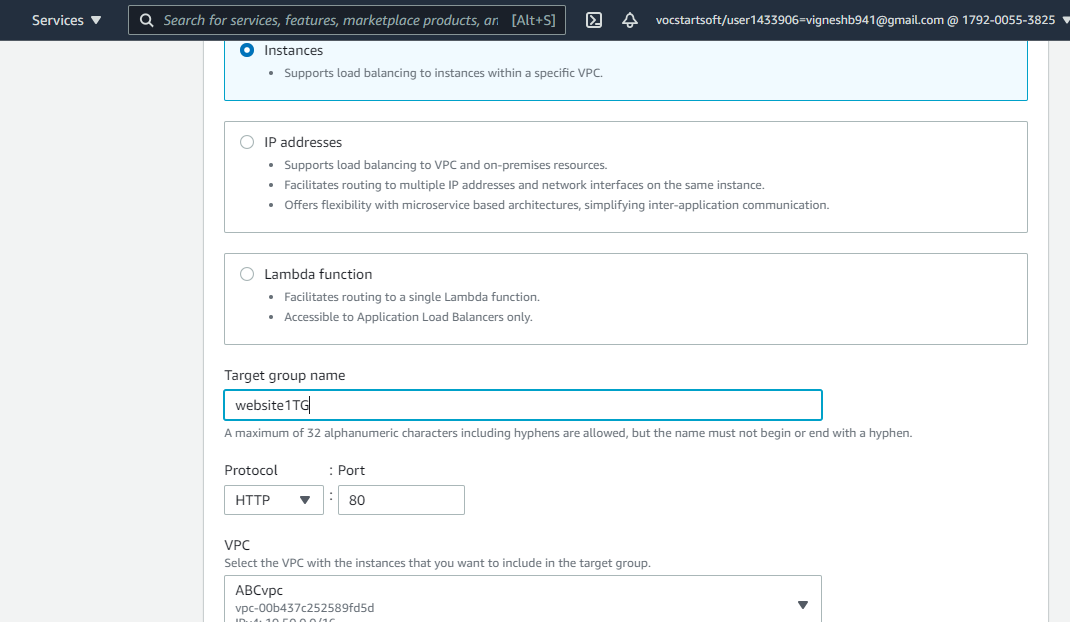 Services ▼ Search for services, features, marketplace products, an [Alt+S] vocstartsoft/user1433906=vigneshb941@gmail.com @ 1792-0055-3825 ▼
Instances
• Supports load balancing to instances within a specific VPC.
IP addresses
• Supports load balancing to VPC and on-premises resources.
• Facilitates routing to multiple IP addresses and network interfaces on the same instance.
• Offers flexibility with microservice based architectures, simplifying inter-application communication.
Lambda function
• Facilitates routing to a single Lambda function.
• Accessible to Application Load Balancers only.
Target group name
website1TG
A maximum of 32 alphanumeric characters including hyphens are allowed, but the name must not begin or end with a hyphen.
Protocol : Port
HTTP : 80
VPC
Select the VPC with the instances that you want to include in the target group.
ABCvpc
vpc-00b437c252589fd5d